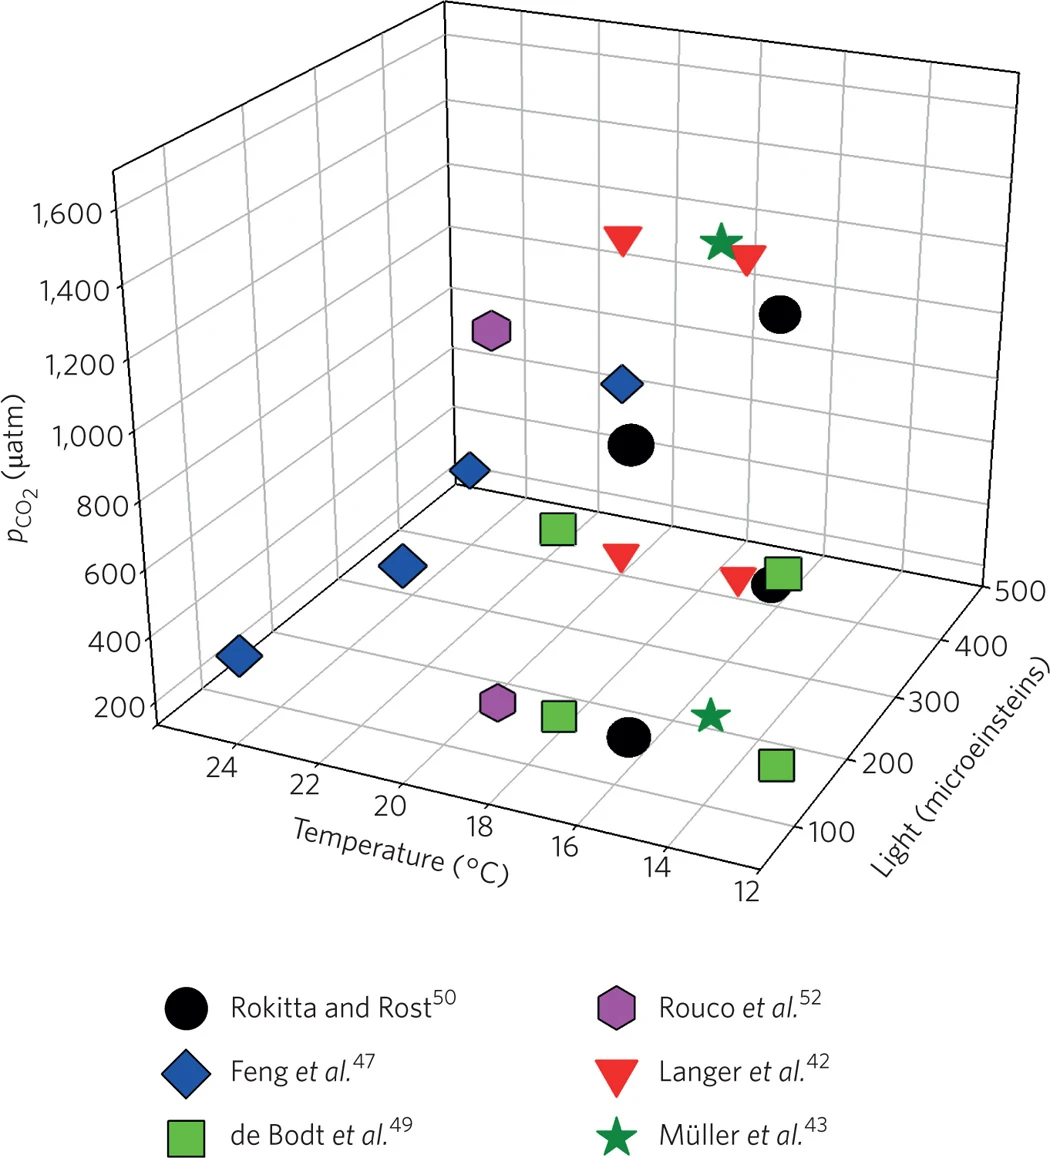 1,600
1,400
1,200
1,000
800
600
400
200
pCO2 (μatm)
24
22
20
18
16
14
12
Temperature (°C)
500
400
300
200
100
Light (microeinsteins)
Rokitta and Rost50
Rouco et al.52
Feng et al.47
Langer et al.42
de Bodt et al.49
Müller et al.43